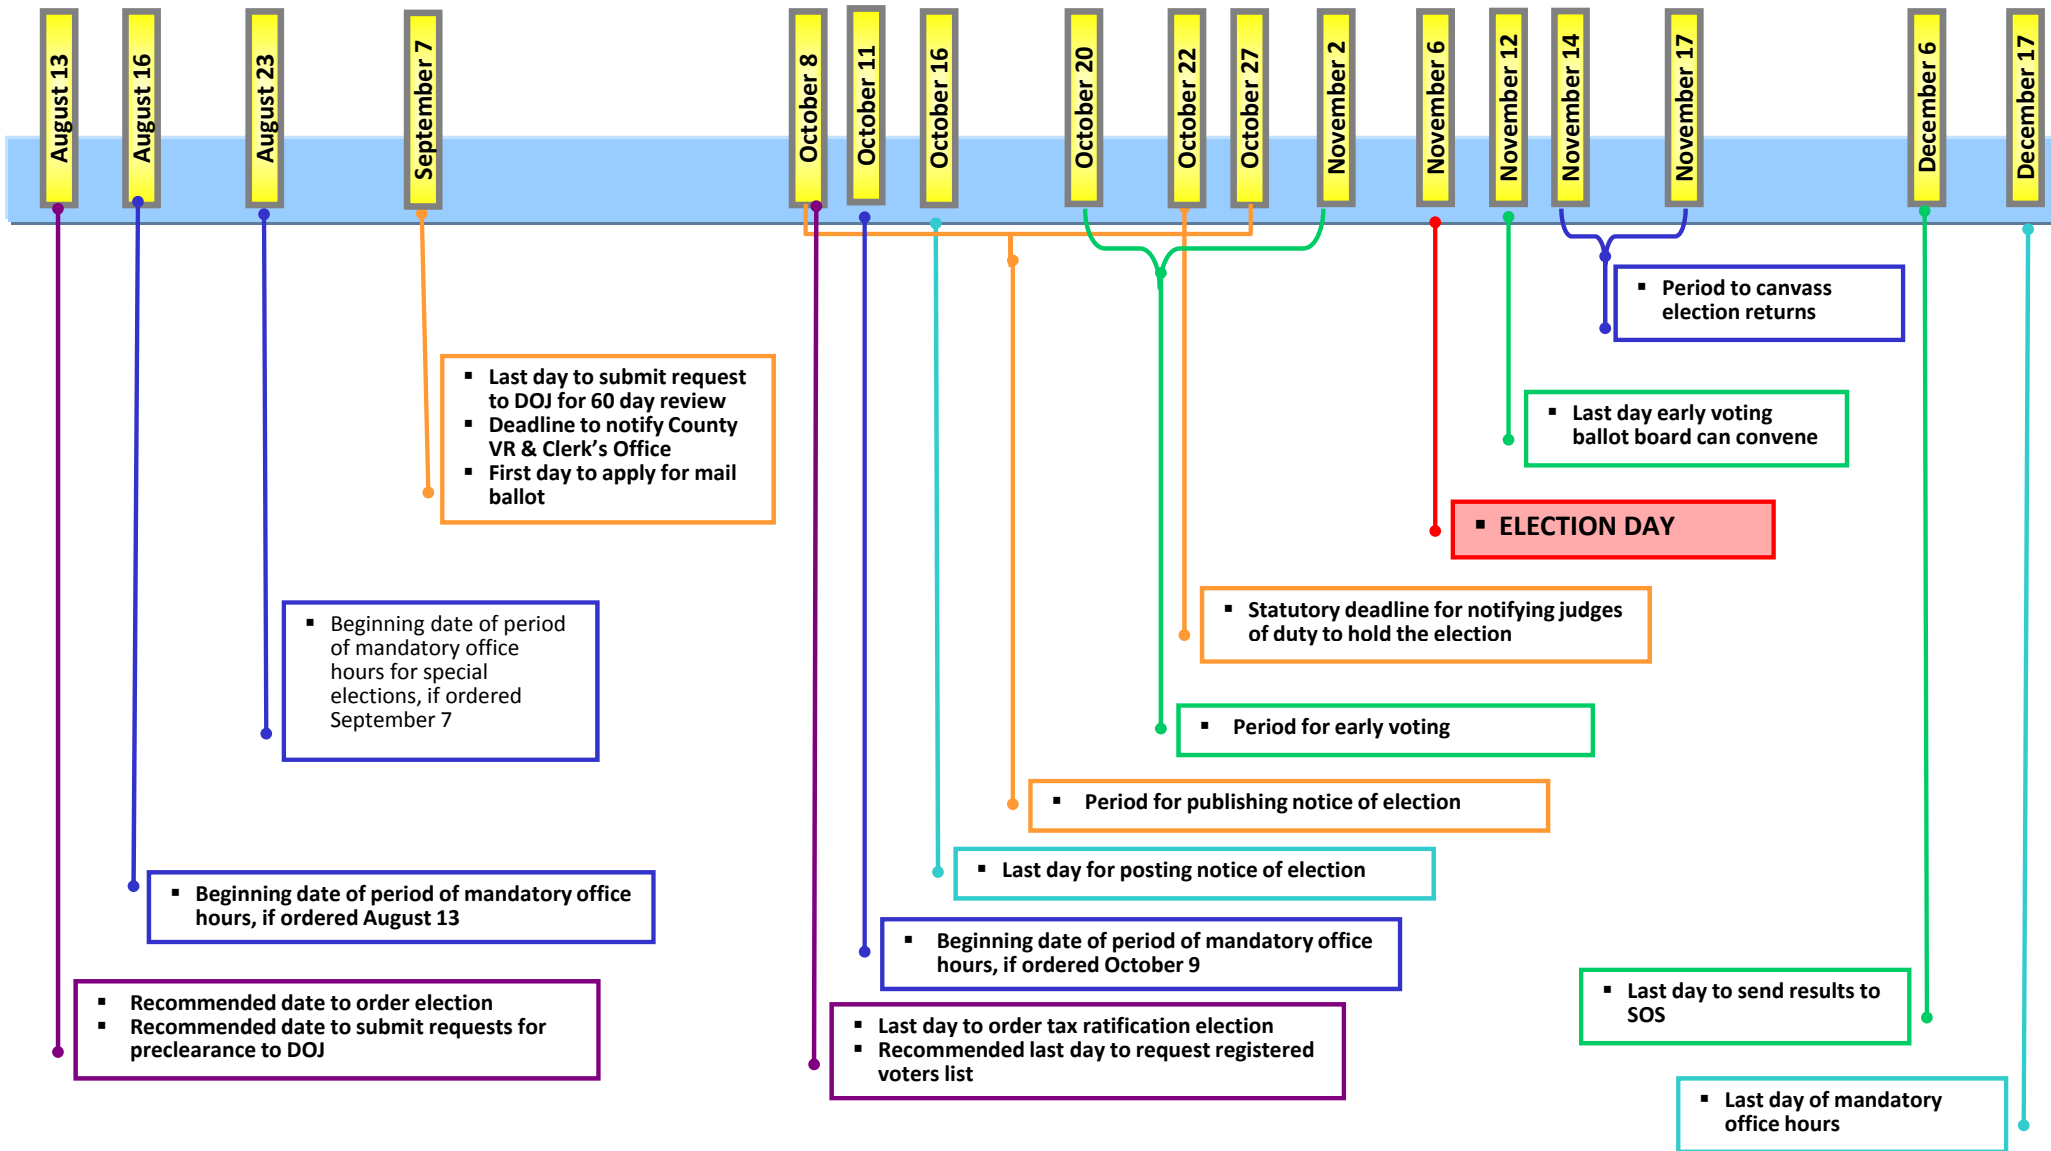 August 13
August 16
August 23
September 7
October 8
October 11
October 16
October 20
October 22
October 27
November 2
November 6
November 12
November 14
November 17
December 6
December 17
▪ Period to canvass
election returns
▪ Last day to submit request
to DOJ for 60 day review
▪ Deadline to notify County
VR & Clerk’s Office
▪ First day to apply for mail
ballot
▪ Last day early voting
ballot board can convene
▪ ELECTION DAY
▪ Statutory deadline for notifying judges
of duty to hold the election
▪ Beginning date of period
of mandatory office
hours for special
elections, if ordered
September 7
▪ Period for early voting
▪ Period for publishing notice of election
▪ Last day for posting notice of election
▪ Beginning date of period of mandatory office
hours, if ordered August 13
▪ Beginning date of period of mandatory office
hours, if ordered October 9
▪ Recommended date to order election
▪ Recommended date to submit requests for
preclearance to DOJ
▪ Last day to order tax ratification election
▪ Recommended last day to request registered
voters list
▪ Last day to send results to
SOS
▪ Last day of mandatory
office hours